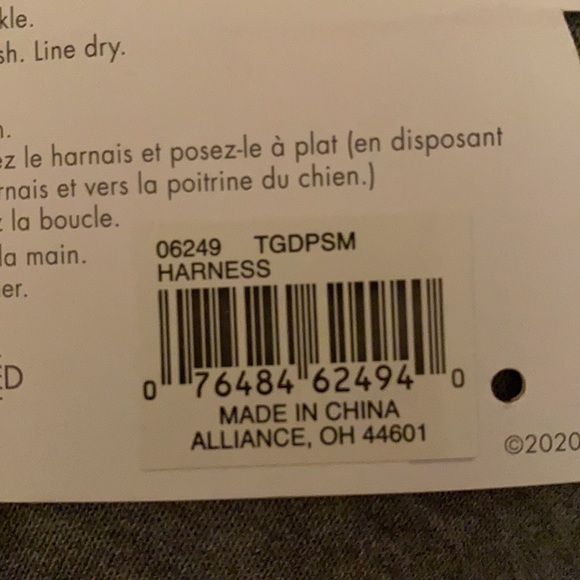 kle.
sh. Line dry.
n.
ez le harnais et posez-le à plat (en disposant
rnais et vers la poitrine du chien.)
la boucle.
la main.
er.
ED
06249 TGDPSM
HARNESS
0 76484 62494 0
MADE IN CHINA
ALLIANCE, OH 44601
©2020